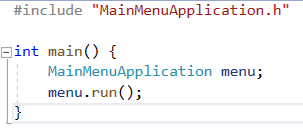 #include "MainMenuApplication.h"
int main() {
MainMenuApplication menu;
menu.run();
}